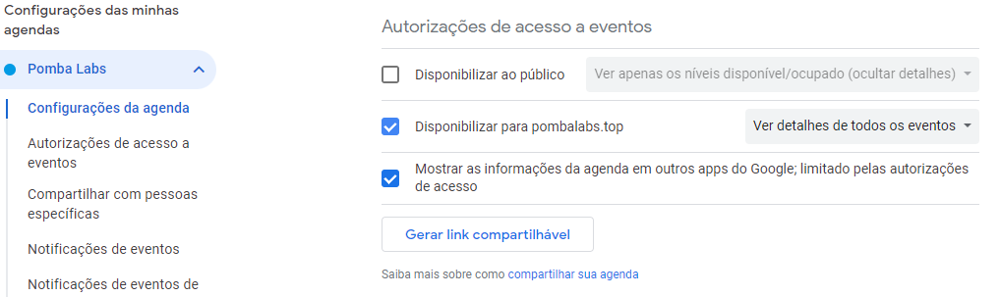 Configurações das minhas
agendas
Pomba Labs
Configurações da agenda
Autorizações de acesso a
eventos
Compartilhar com pessoas
específicas
Notificações de eventos
Notificações de eventos de
Autorizações de acesso a eventos
Disponibilizar ao público
Ver apenas os níveis disponível/ocupado (ocultar detalhes)
Disponibilizar para pombalabs.top
Ver detalhes de todos os eventos
Mostrar as informações da agenda em outros apps do Google; limitado pelas autorizações
de acesso
Gerar link compartilhável
Saiba mais sobre como compartilhar sua agenda